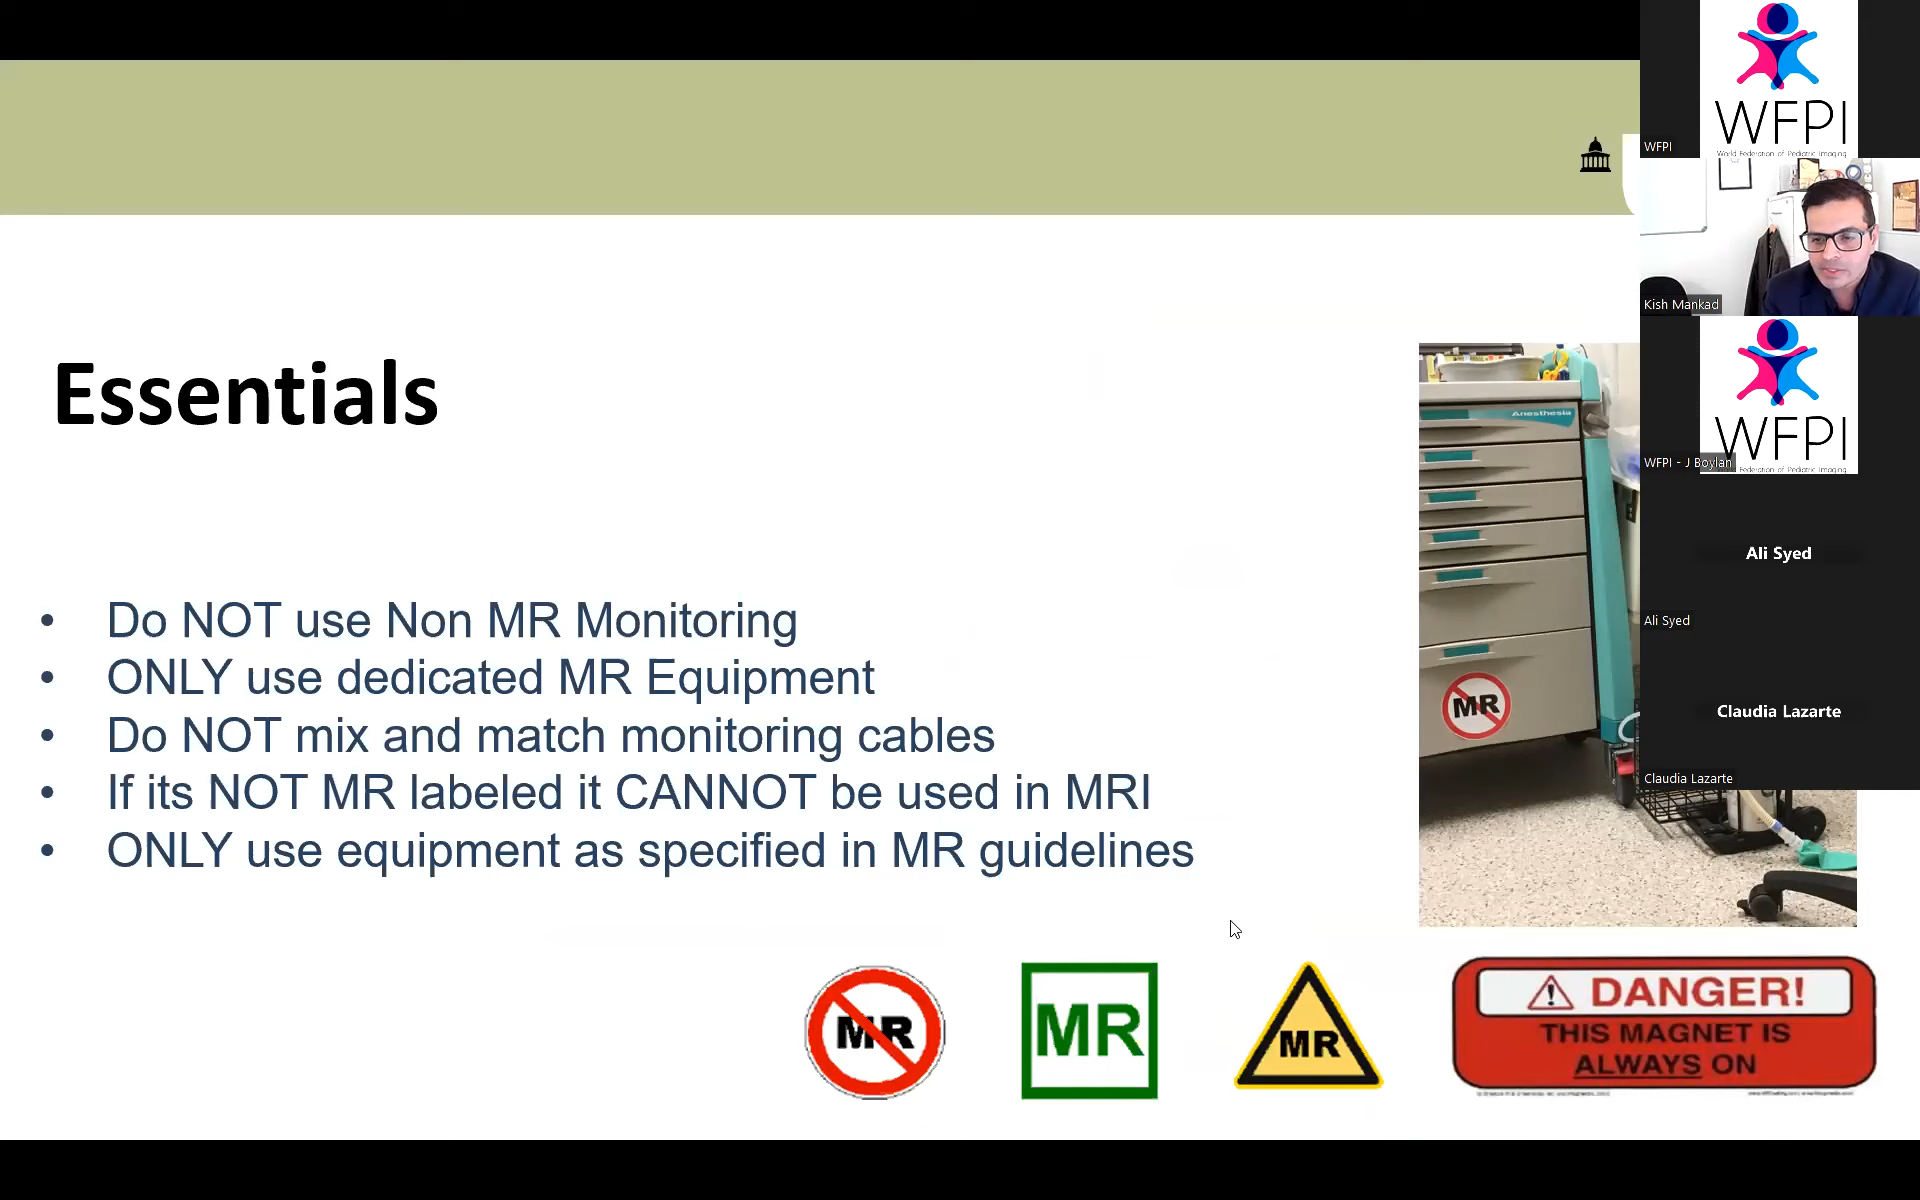 Essentials
• Do NOT use Non MR Monitoring
• ONLY use dedicated MR Equipment
• Do NOT mix and match monitoring cables
• If its NOT MR labeled it CANNOT be used in MRI
• ONLY use equipment as specified in MR guidelines
Anesthesia
MR
MR
MR
MR
DANGER!
THIS MAGNET IS
ALWAYS ON
WFPI
World Federation of Pediatric Imaging
WFPI
Kish Mankad
WFPI
Federation of Pediatric Imaging
WFPI - J Boylan
Ali Syed
Ali Syed
Claudia Lazarte
Claudia Lazarte